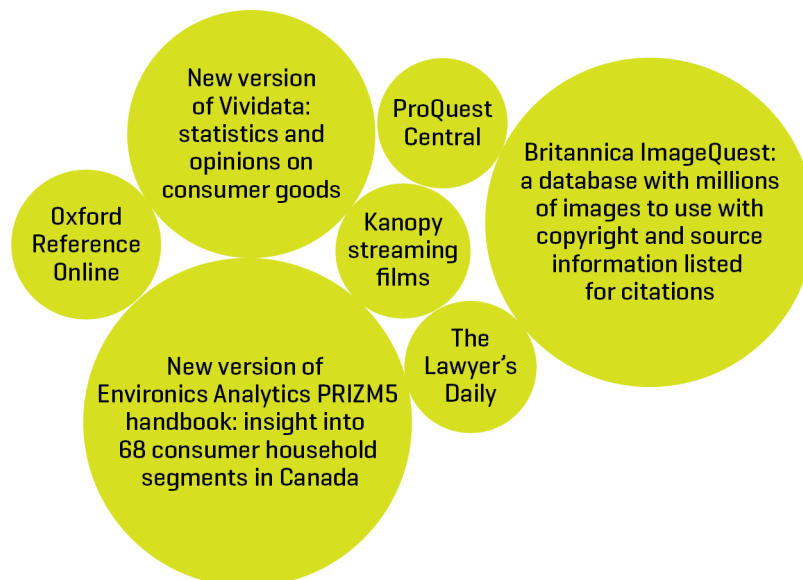 New version
of Vividata:
statistics and
opinions on
consumer goods
ProQuest
Central
Britannica ImageQuest:
a database with millions
of images to use with
copyright and source
information listed
for citations
Oxford
Reference
Online
Kanopy
streaming
films
The
Lawyer's
Daily
New version of
Environics Analytics PRIZM5
handbook: insight into
68 consumer household
segments in Canada